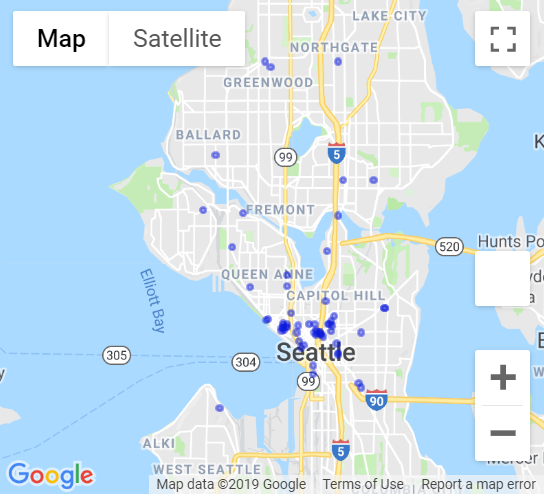 Map
Satellite
LAKE CITY
NORTHGATE
GREENWOOD
BALLARD
99
5
FREMONT
520
Hunts Po
QUEEN ANNE
Elliott Bay
CAPITOL HILL
305
304
Seattle
99
90
ALKI
5
WEST SEATTLE
Mercer
Google
Map data ©2019 Google
Terms of Use
Report a map error